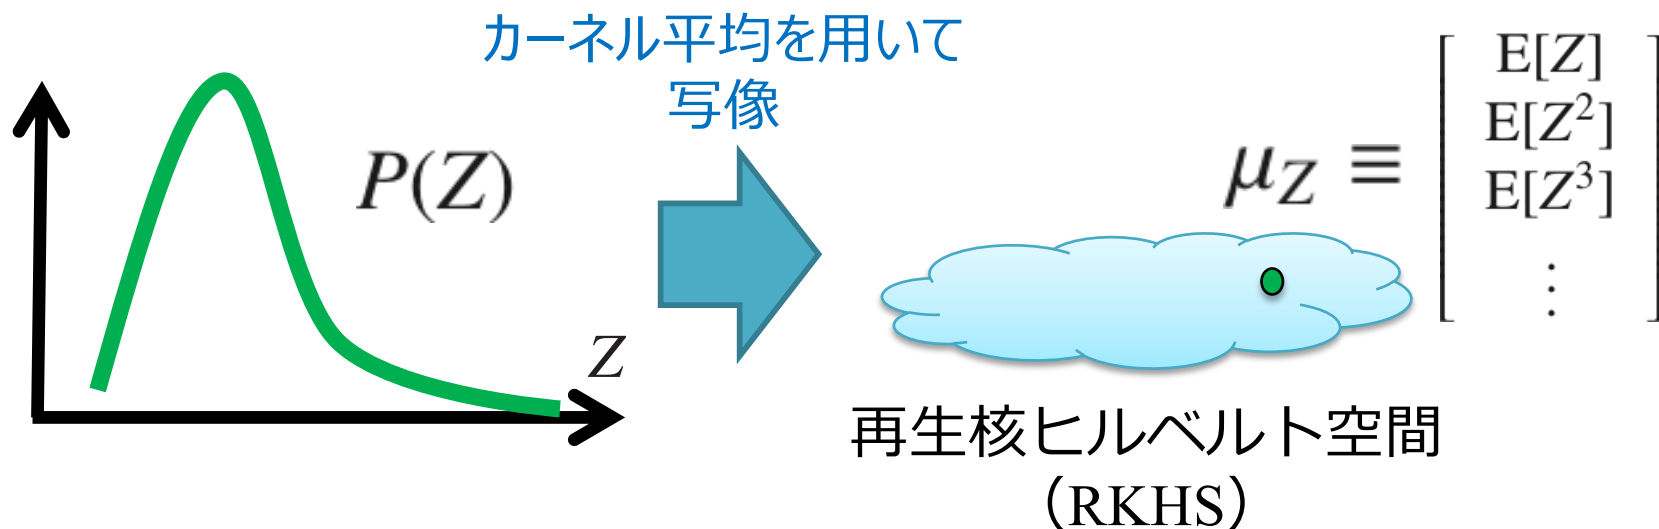 カーネル平均を用いて
写像
P(Z)
Z
μ_Z ≡
E[Z]
E[Z²]
E[Z³]
⋮
再生核ヒルベルト空間
（RKHS）